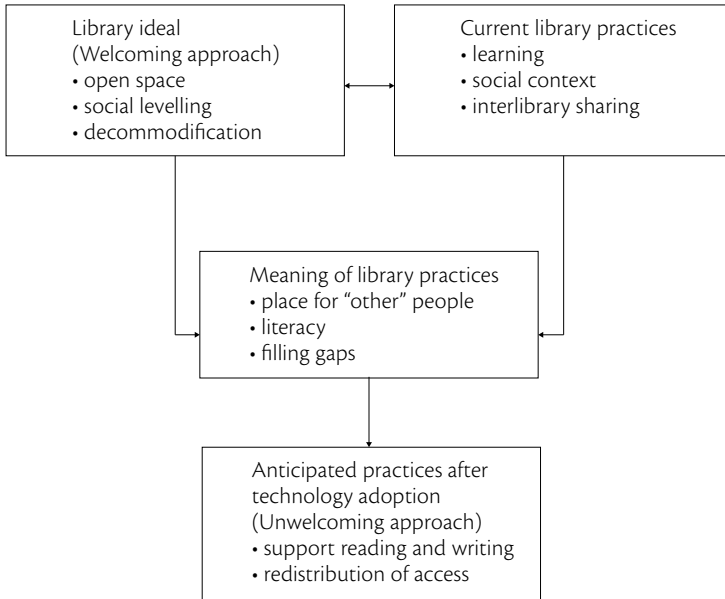 Library ideal
(Welcoming approach)
• open space
• social levelling
• decommodification
Current library practices
• learning
• social context
• interlibrary sharing
Meaning of library practices
• place for “other” people
• literacy
• filling gaps
Anticipated practices after
technology adoption
(Unwelcoming approach)
• support reading and writing
• redistribution of access